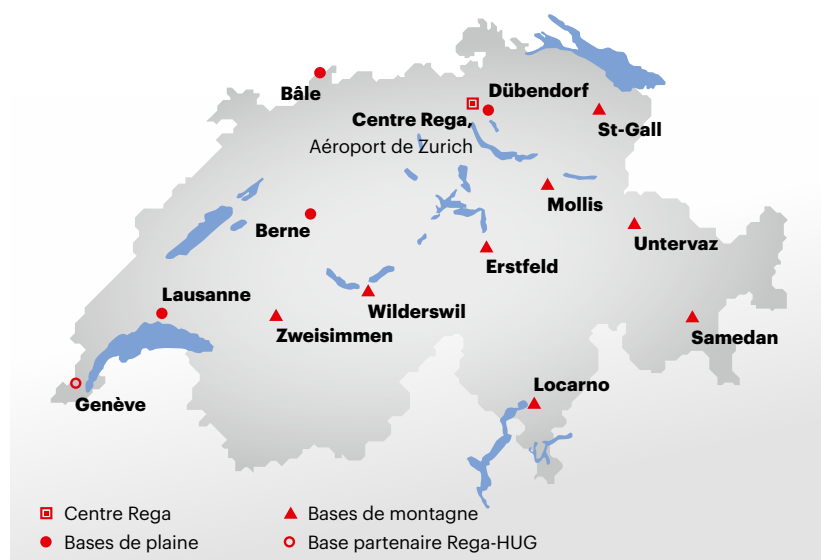 Bâle
Dübendorf
Centre Rega,
Aéroport de Zurich
St-Gall
Mollis
Berne
Untervaz
Erstfeld
Lausanne
Wilderswil
Zweisimmen
Samedan
Locarno
Genève
Centre Rega
Bases de montagne
Bases de plaine
Base partenaire Rega-HUG